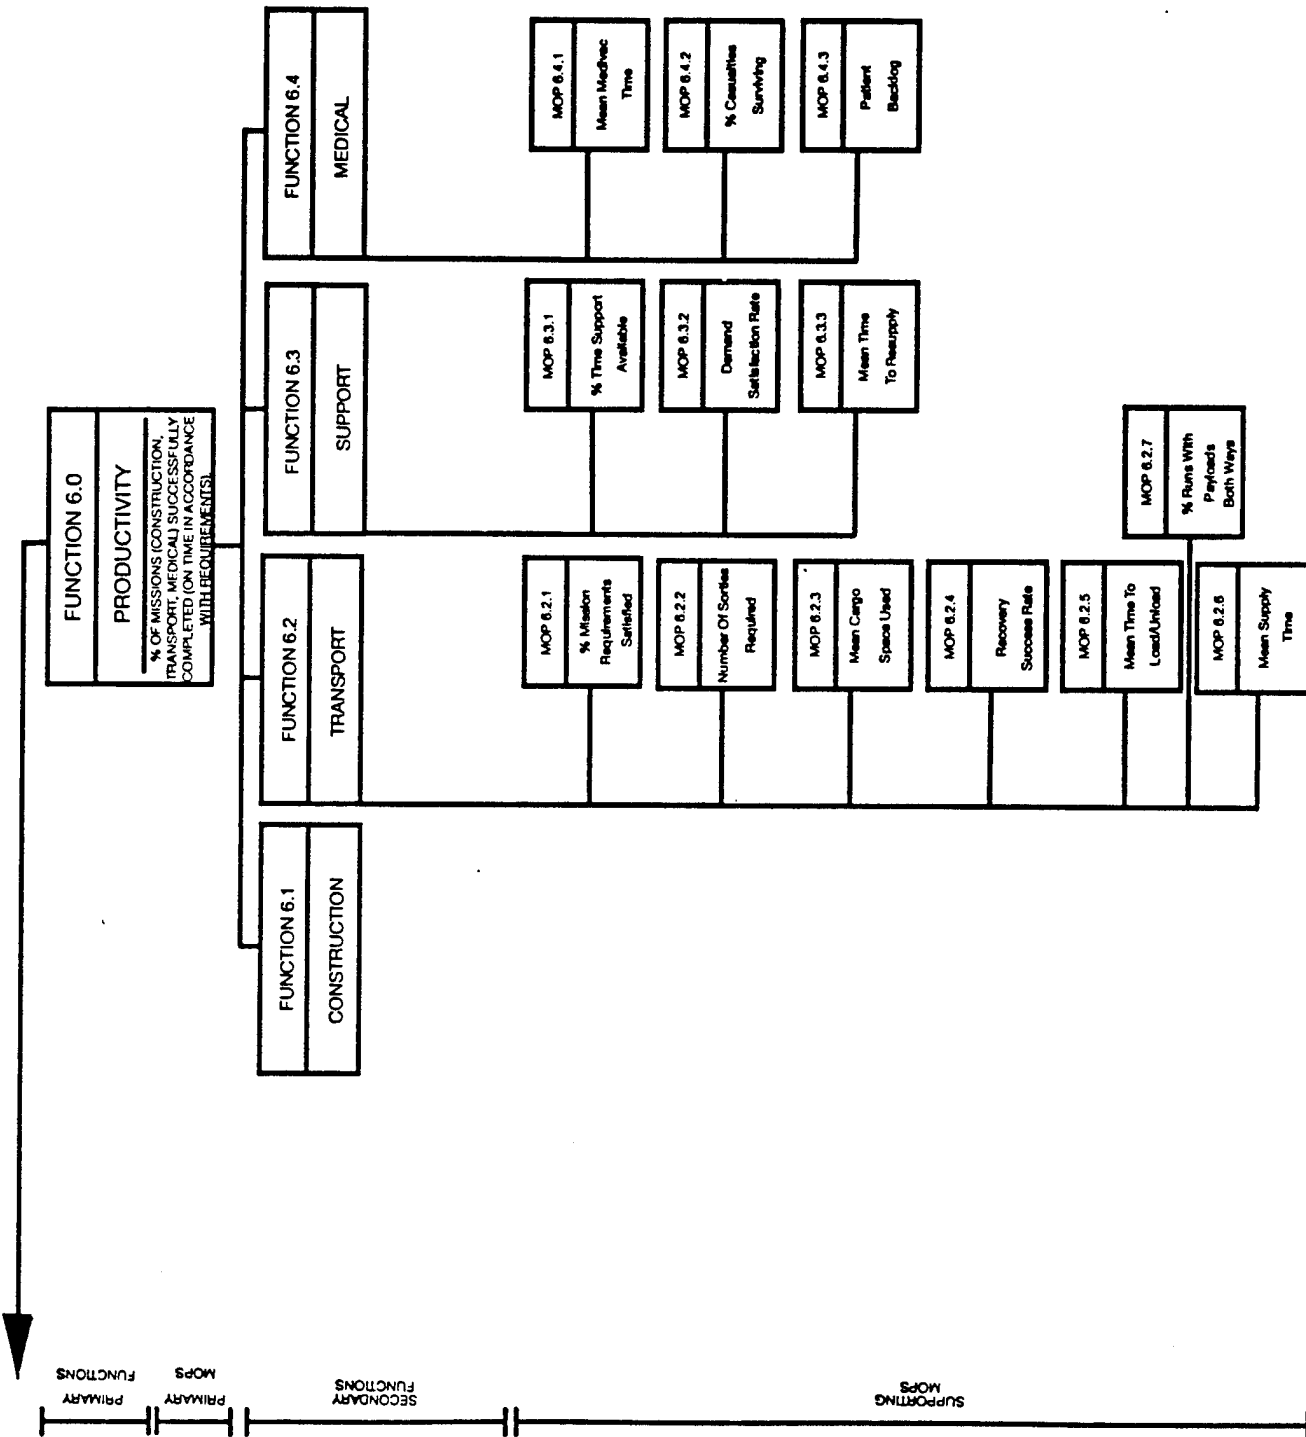 FUNCTION 6.0
PRODUCTIVITY
% OF MISSIONS (CONSTRUCTION,
TRANSPORT, MEDICAL) SUCCESSFULLY
COMPLETED (ON TIME IN ACCORDANCE
WITH REQUIREMENTS).
FUNCTION 6.1
CONSTRUCTION
FUNCTION 6.2
TRANSPORT
FUNCTION 6.3
SUPPORT
FUNCTION 6.4
MEDICAL
MOP 6.2.1
% Mission
Requirements
Satisfied
MOP 6.2.2
Number Of Sorties
Required
MOP 6.2.3
Mean Cargo
Space Used
MOP 6.2.4
Recovery
Success Rate
MOP 6.2.5
Mean Time To
Load/Unload
MOP 6.2.6
Mean Supply
Time
MOP 6.2.7
% Runs With
Payloads
Both Ways
MOP 6.3.1
% Time Support
Available
MOP 6.3.2
Demand
Satisfaction Rate
MOP 6.3.3
Mean Time
To Resupply
MOP 6.4.1
Mean Medivac
Time
MOP 6.4.2
% Casualties
Surviving
MOP 6.4.3
Patient
Backlog
PRIMARY
FUNCTIONS
PRIMARY
MOPS
SECONDARY
FUNCTIONS
SUPPORTING
MOPS